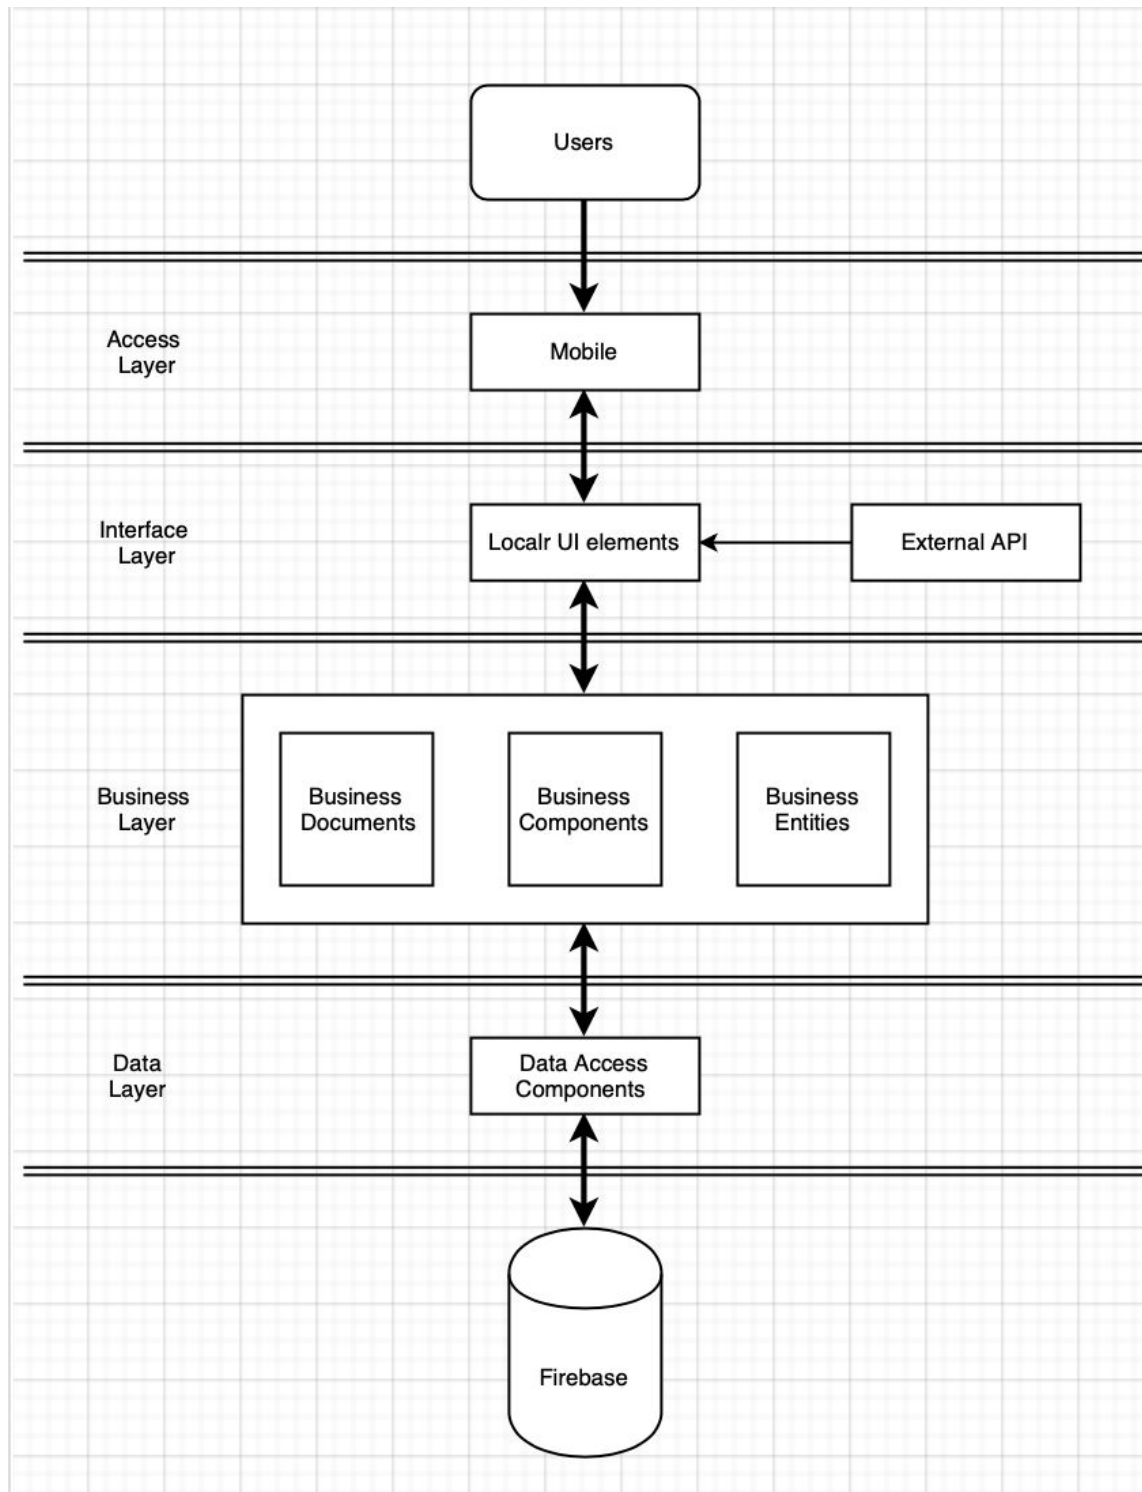 Users
Access
Layer
Mobile
Interface
Layer
Localr UI elements
External API
Business
Layer
Business
Documents
Business
Components
Business
Entities
Data
Layer
Data Access
Components
Firebase